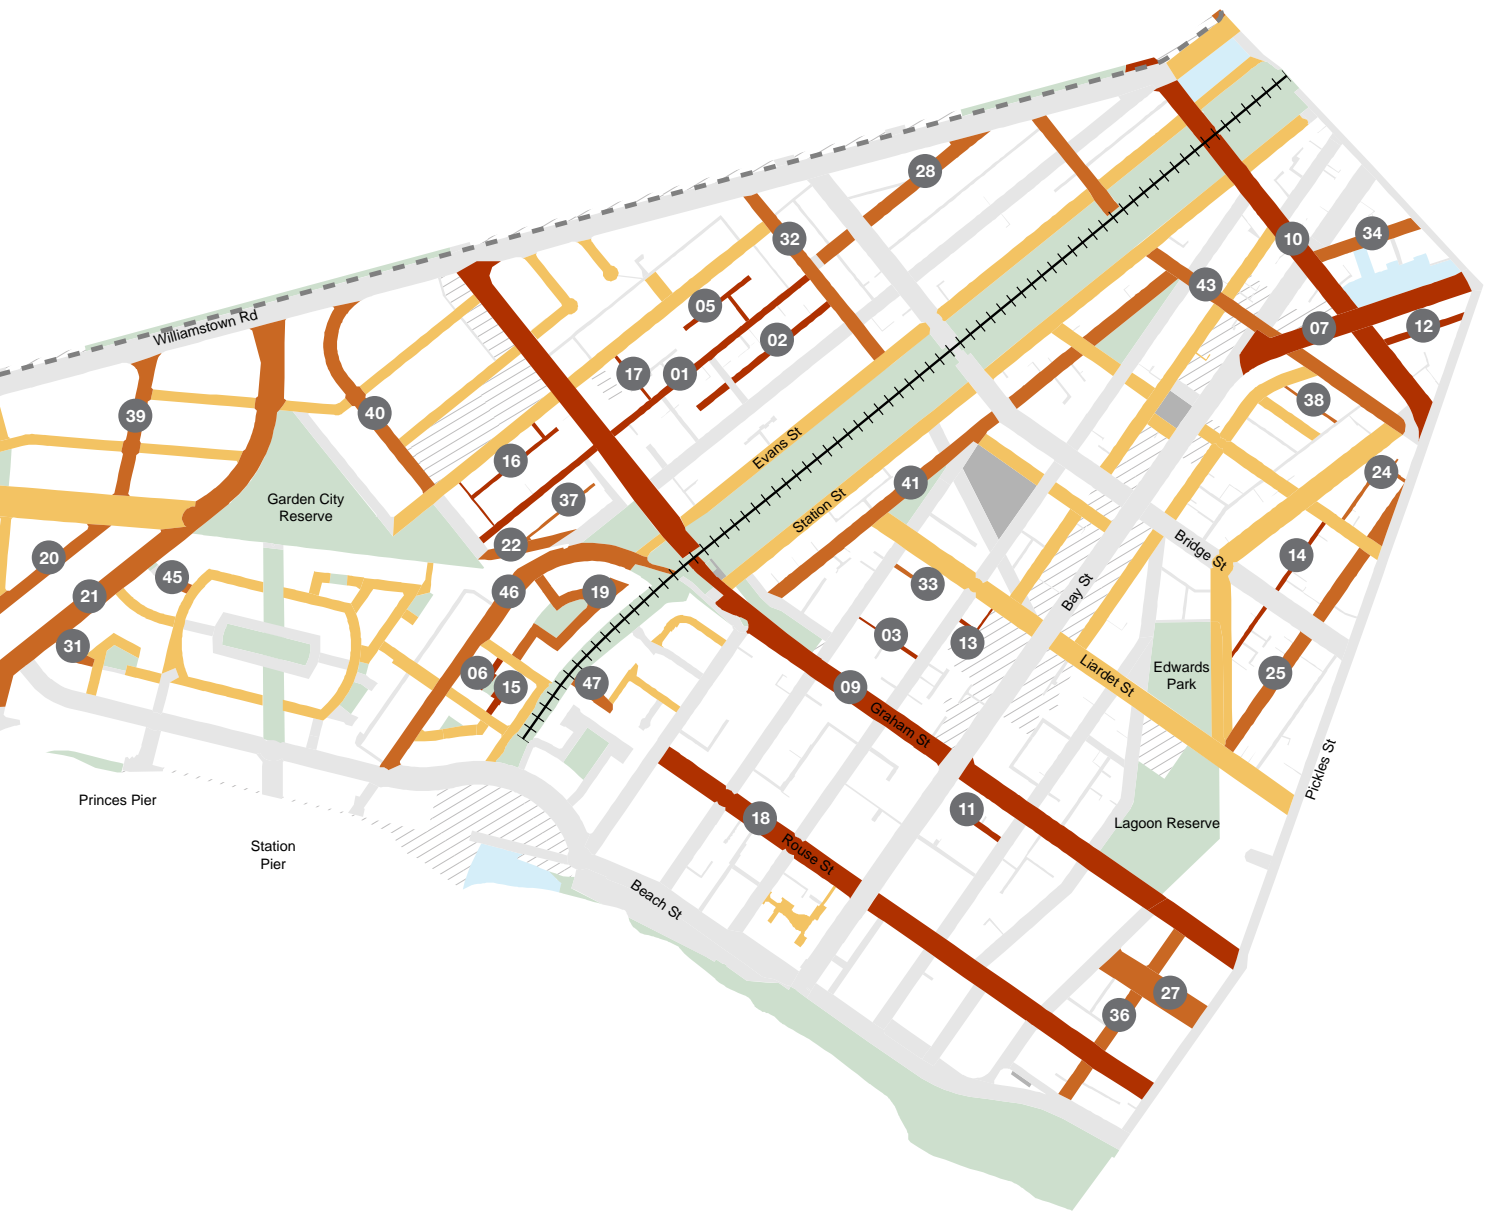 28
34
32
10
43
05
Williamstown Rd
07
12
02
17
01
38
39
40
Evans St
16
24
41
37
Garden City
Reserve
Station St
22
Bridge St
14
20
45
33
46
19
21
Bay St
03
13
31
Liardet St
Edwards
Park
06
15
47
09
25
Graham St
Pickles St
Princes Pier
11
18
Lagoon Reserve
Rouse St
Station
Pier
Beach St
27
36